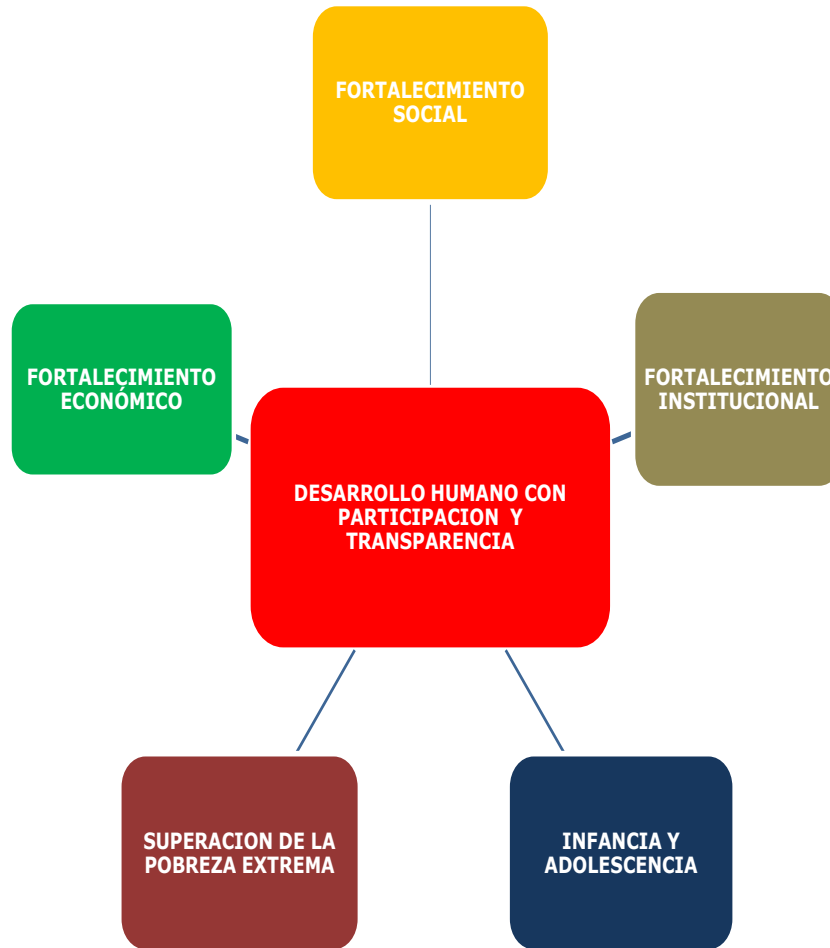 FORTALECIMIENTO
SOCIAL
FORTALECIMIENTO
ECONÓMICO
FORTALECIMIENTO
INSTITUCIONAL
DESARROLLO HUMANO CON
PARTICIPACION Y
TRANSPARENCIA
SUPERACION DE LA
POBREZA EXTREMA
INFANCIA Y
ADOLESCENCIA